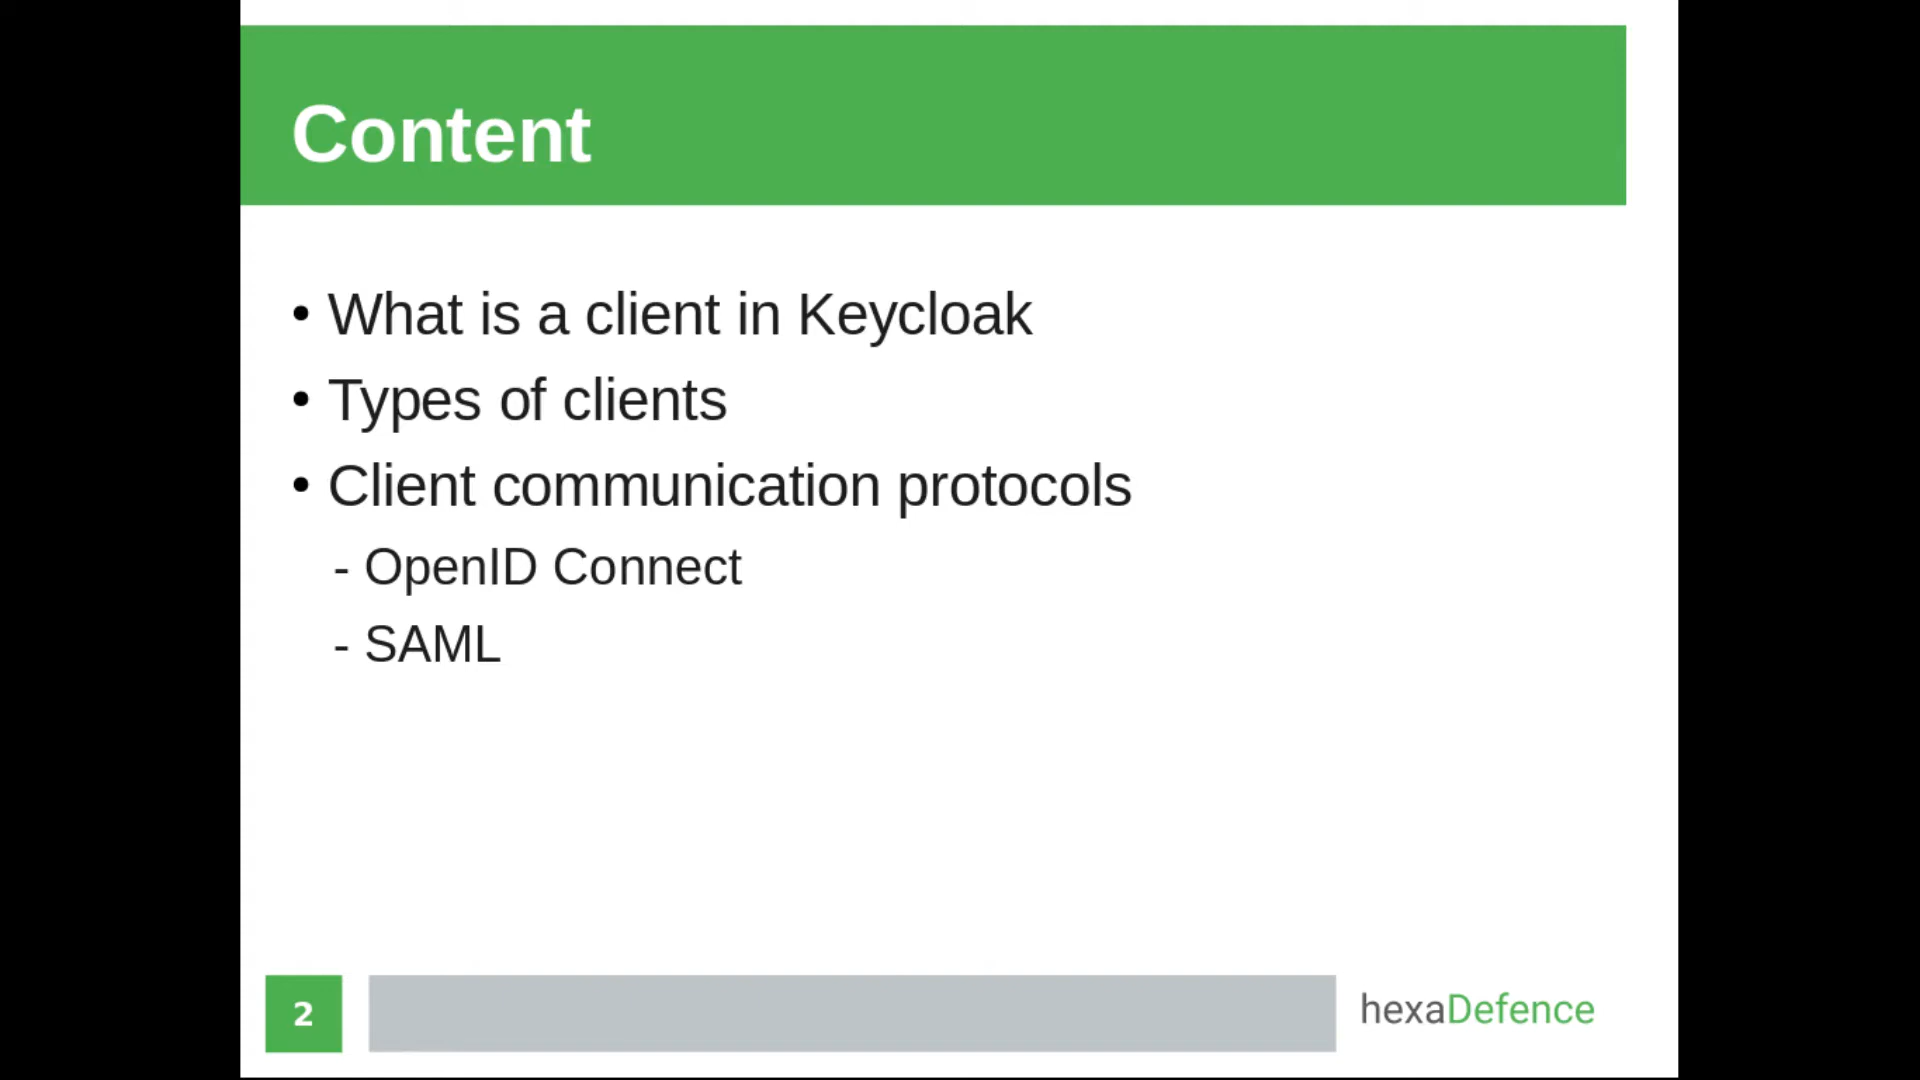 Content
• What is a client in Keycloak
• Types of clients
• Client communication protocols
- OpenID Connect
- SAML
2
hexaDefence